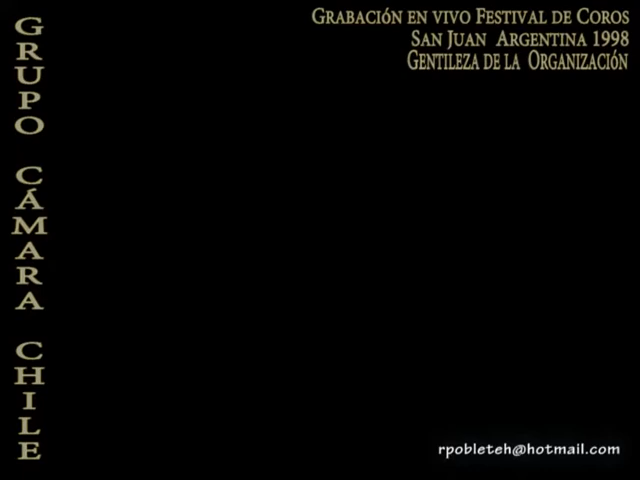 GRUPO CÁMARA CHILE
GRABACIÓN EN VIVO FESTIVAL DE COROS
SAN JUAN ARGENTINA 1998
GENTILEZA DE LA ORGANIZACIÓN
rpobleteh@hotmail.com